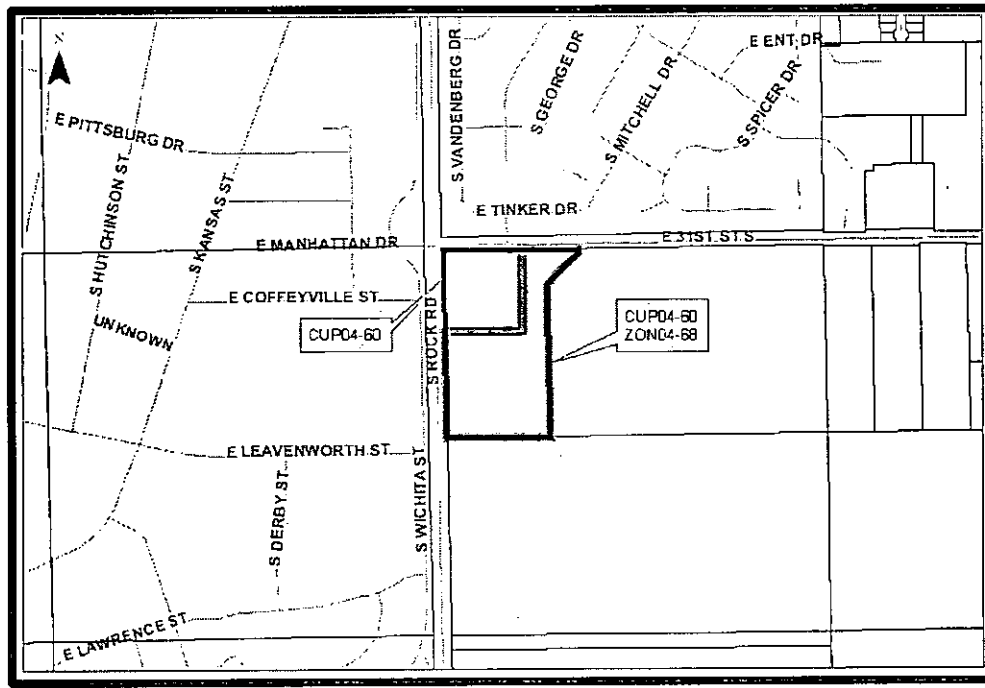 N
E PITTSBURG DR
S HUTCHINSON ST
S KANSAS ST
E MANHATTAN DR
E COFFEYVILLE ST
UNKNOWN
CUP04-60
S ROCK RD
E LEAVENWORTH ST
S DERBY ST
S WICHITA ST
E LAWRENCE ST
S VANDENBERG DR
S GEORGE DR
S MITCHELL DR
E ENT DR
S SPICER DR
E TINKER DR
E 31ST ST S
CUP04-60
ZON04-68